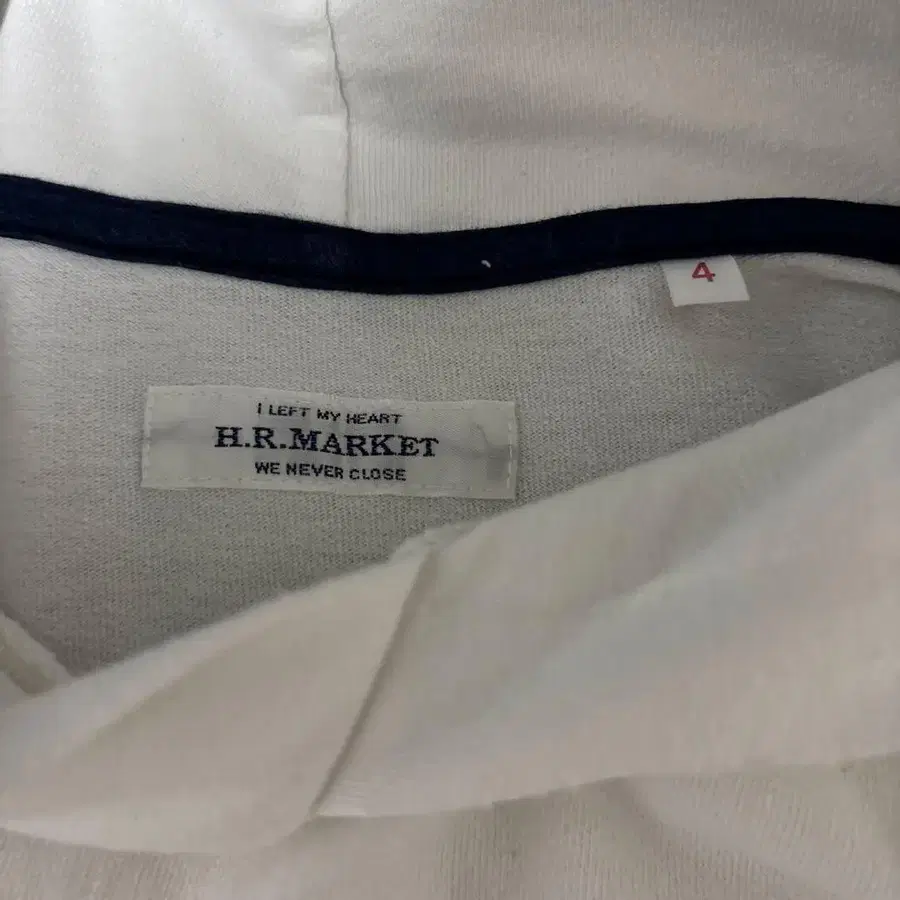 4
I LEFT MY HEART
H.R.MARKET
WE NEVER CLOSE